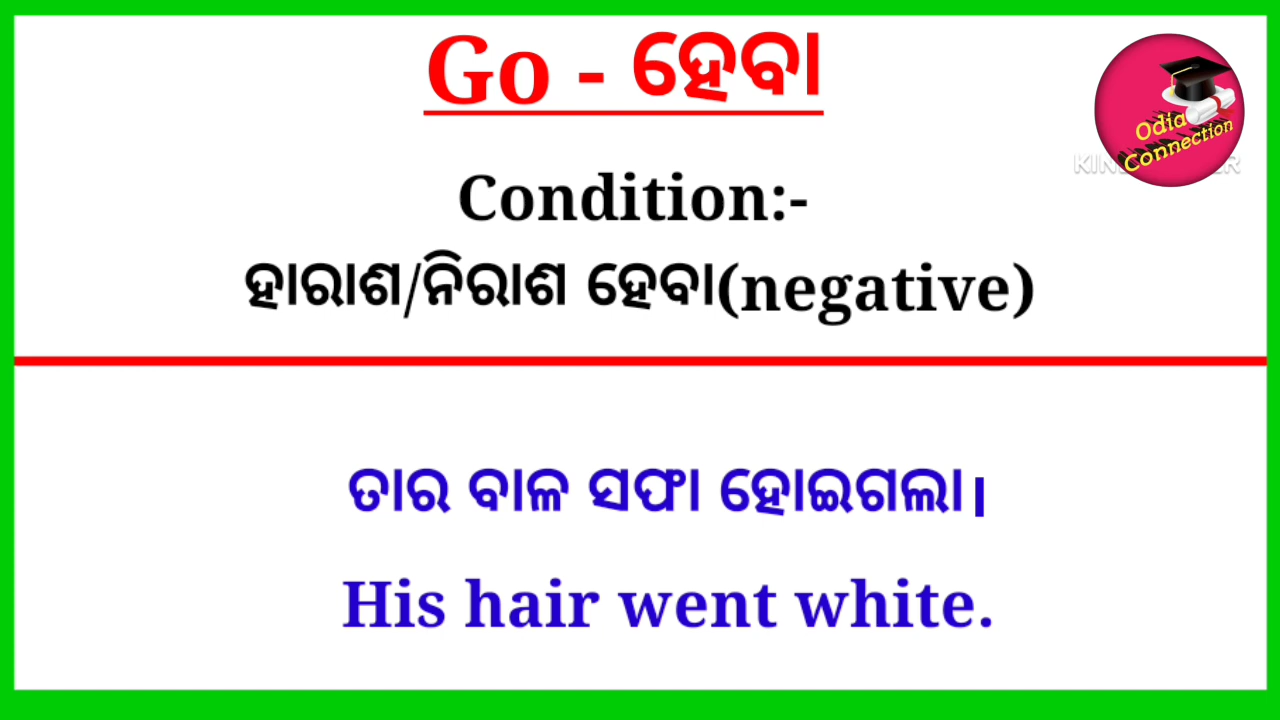 Go - ହେବା
Odia
Connection
Condition:-
ହାରାଶ/ନିରାଶ ହେବା(negative)
ତାର ବାଳ ସଫା ହୋଇଗଲା।
His hair went white.